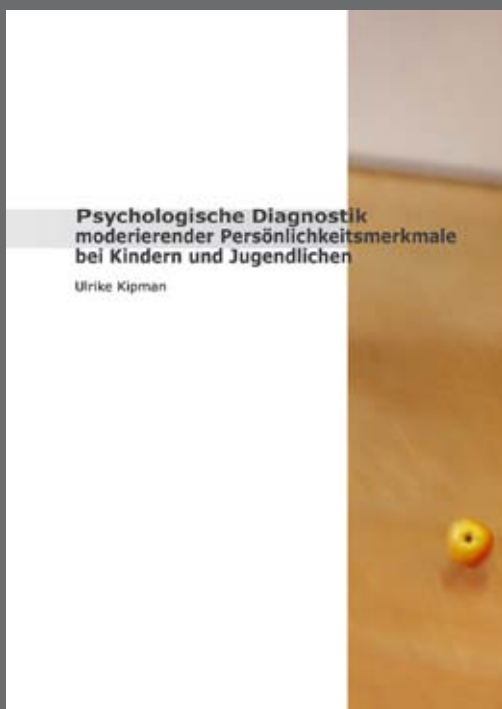 Psychologische Diagnostik
moderierender Persönlichkeitsmerkmale
bei Kindern und Jugendlichen
Ulrike Kipman